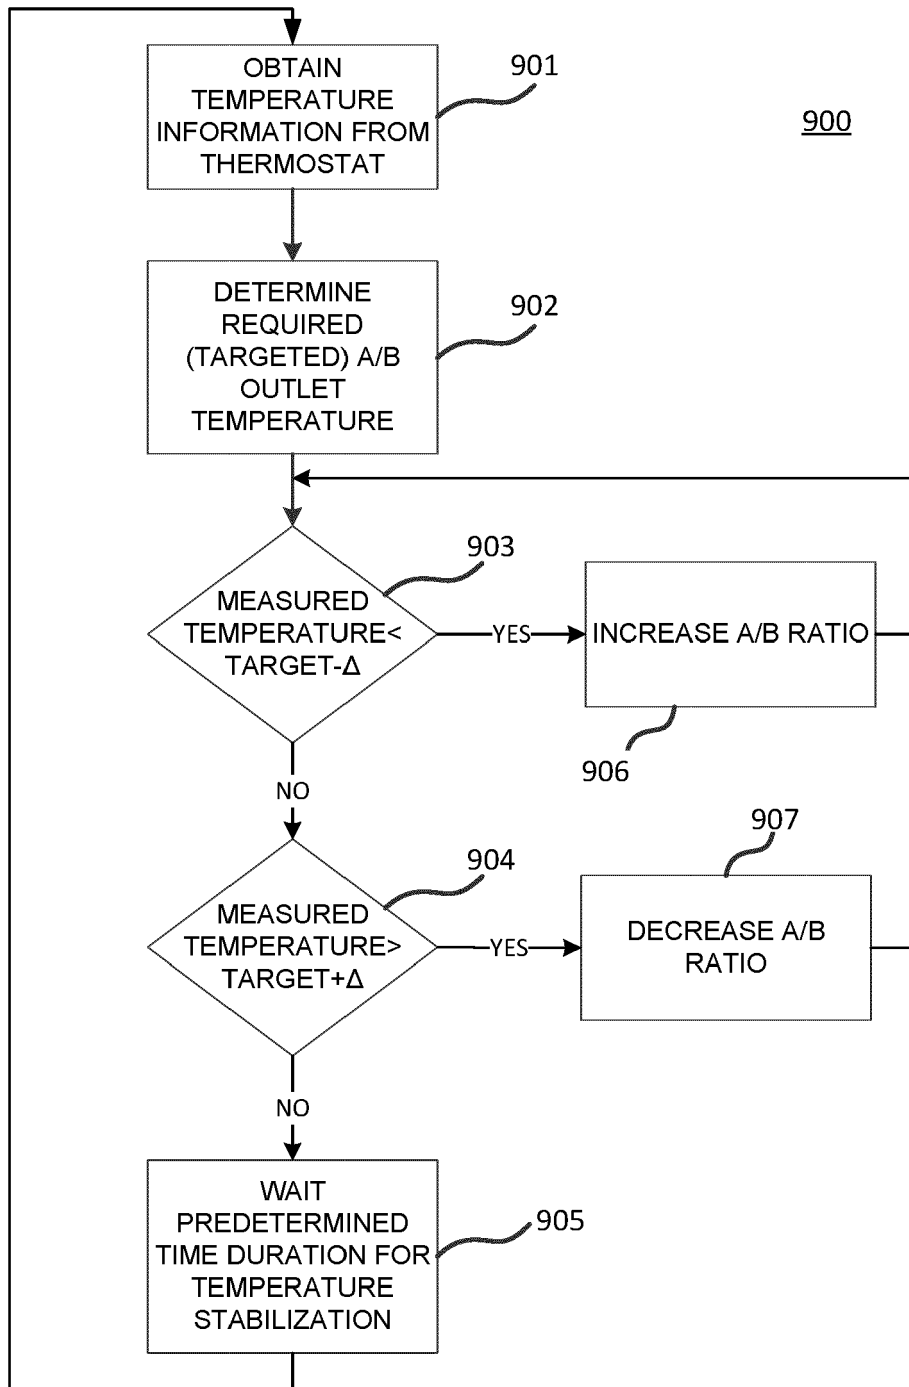 OBTAIN
TEMPERATURE
INFORMATION FROM
THERMOSTAT
901
900
DETERMINE
REQUIRED
(TARGETED) A/B
OUTLET
TEMPERATURE
902
903
MEASURED
TEMPERATURE<
TARGET-Δ
YES
INCREASE A/B RATIO
906
NO
907
904
MEASURED
TEMPERATURE>
TARGET+Δ
YES
DECREASE A/B
RATIO
NO
WAIT
PREDETERMINED
TIME DURATION FOR
TEMPERATURE
STABILIZATION
905